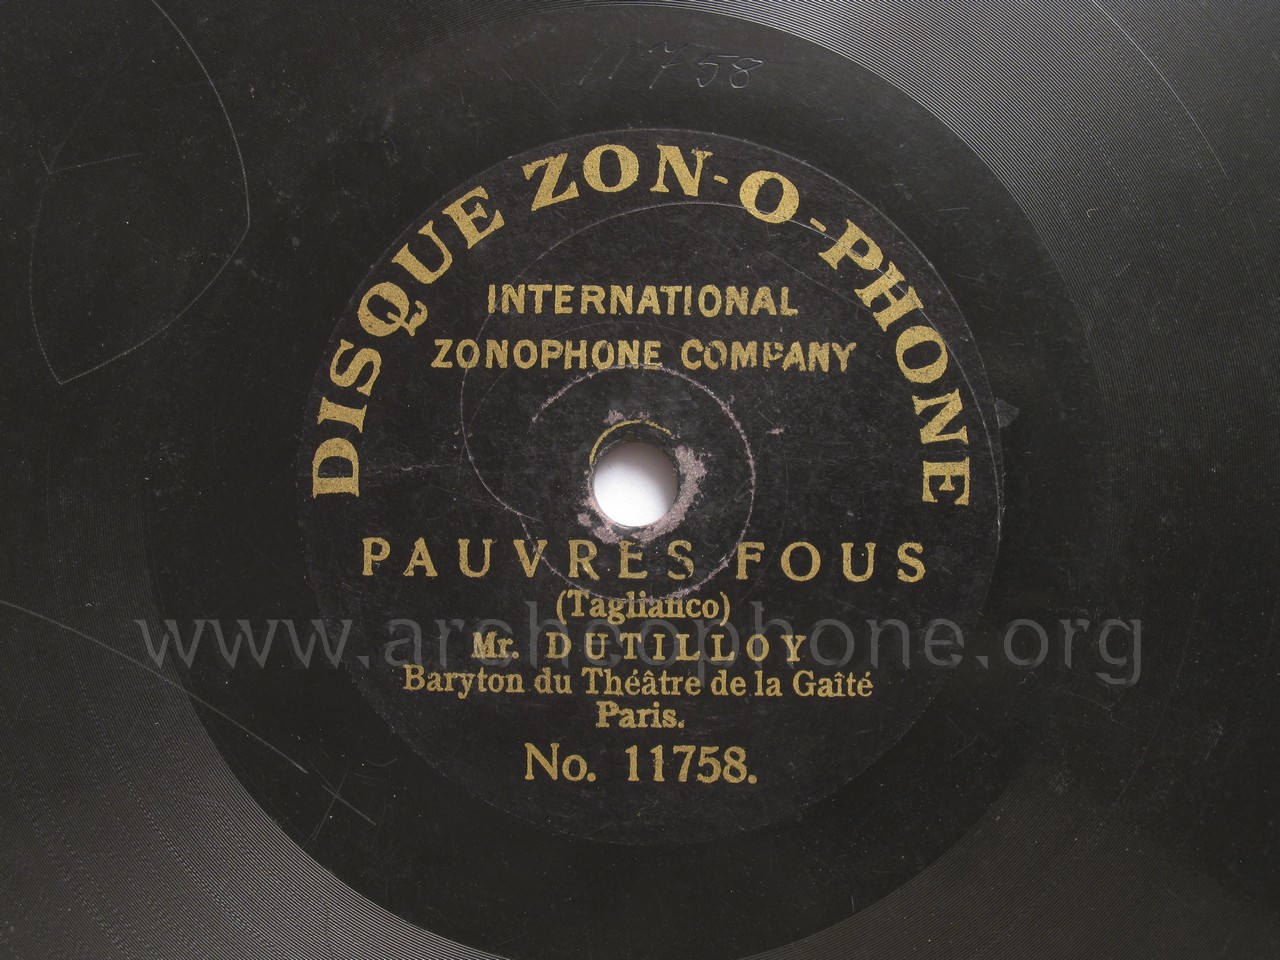 11758
DISQUE ZON-O-PHONE
INTERNATIONAL
ZONOPHONE COMPANY
PAUVRES FOUS
(Tagliafico)
www.archeophone.org
Mr. DUTILLOY
Baryton du Théâtre de la Gaîté
Paris.
No. 11758.